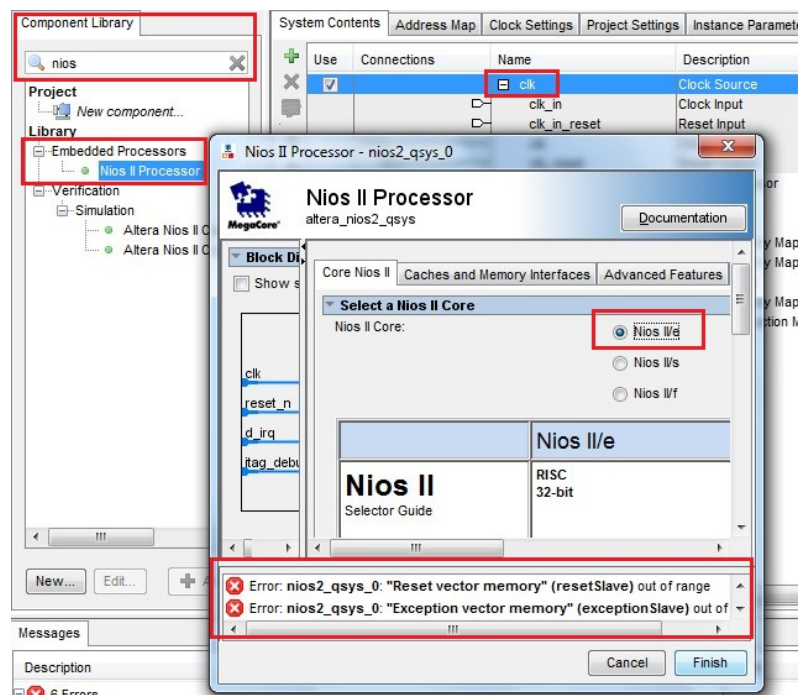 Component Library
nios
Project
New component...
Library
Embedded Processors
Nios II Processor
Verification
Simulation
Altera Nios II C
Altera Nios II C
New...
Edit...
System Contents
Address Map
Clock Settings
Project Settings
Instance Paramete
Use
Connections
Name
Description
clk
Clock Source
clk_in
Clock Input
clk_in_reset
Reset Input
Nios II Processor - nios2_qsys_0
Nios II Processor
altera_nios2_qsys
MegaCore'
Documentation
Block Di
Show s
clk
reset_n
d_irq
jtag_debu
Core Nios II
Caches and Memory Interfaces
Advanced Features
Select a Nios II Core
Nios II Core:
Nios II/e
Nios II/s
Nios II/f
Nios II/e
Nios II
Selector Guide
RISC
32-bit
Error: nios2_qsys_0: "Reset vector memory" (resetSlave) out of range
Error: nios2_qsys_0: "Exception vector memory" (exceptionSlave) out of
Cancel
Finish
or
y Map
y Map
y Map
tion M
Messages
Description
6 Errors